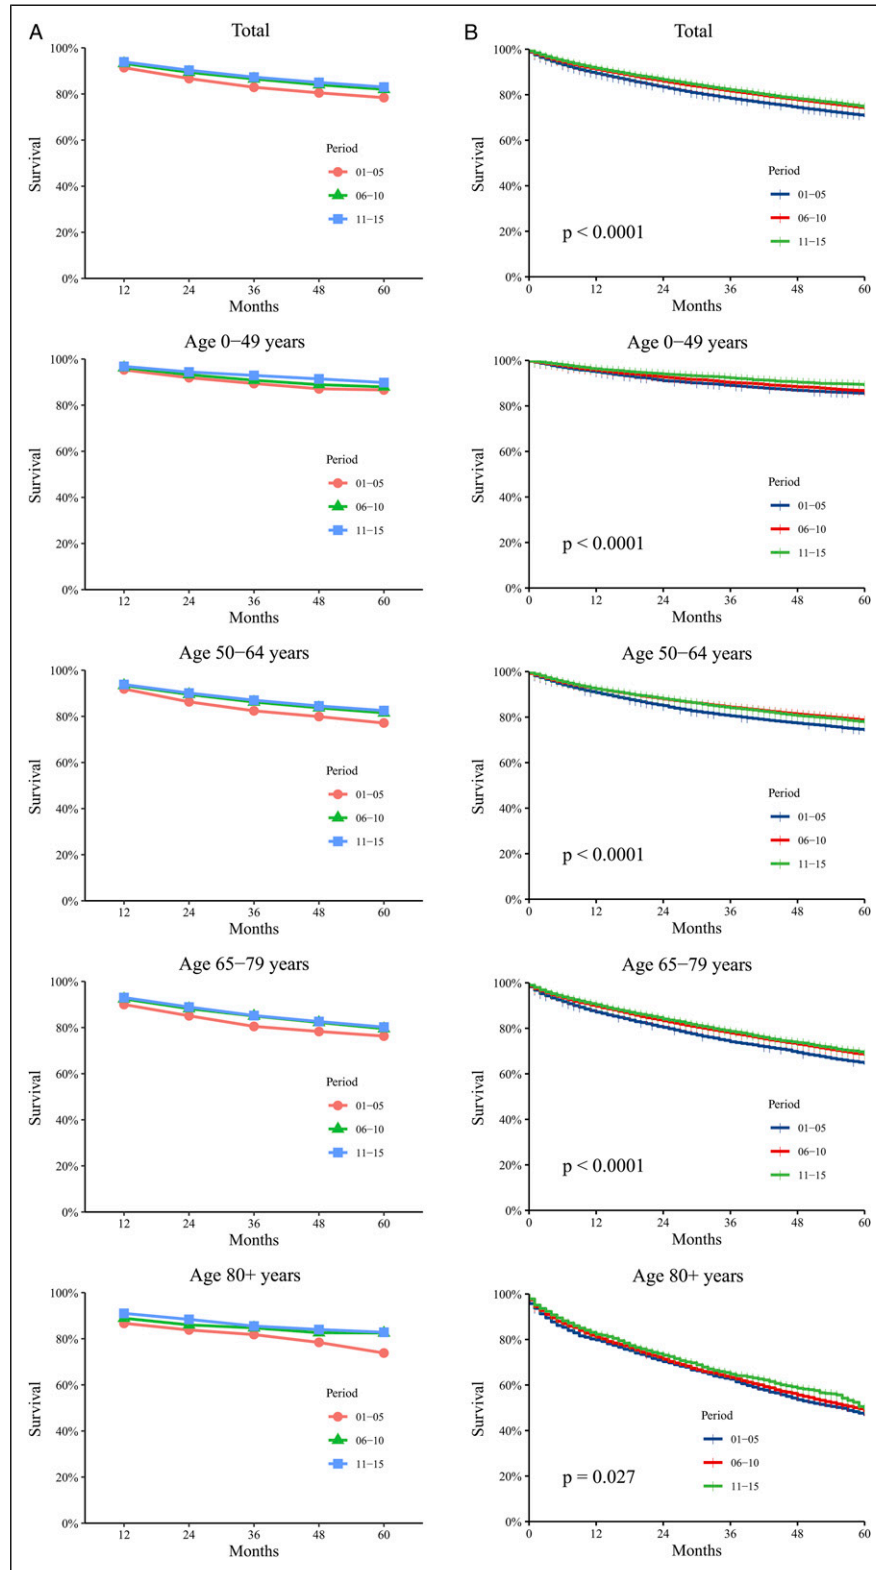 A
Total
100%
80%
60%
40%
20%
0%
Survival
Period
01−05
06−10
11−15
12 24 36 48 60
Months
Age 0−49 years
100%
80%
60%
40%
20%
0%
Survival
Period
01−05
06−10
11−15
12 24 36 48 60
Months
Age 50−64 years
100%
80%
60%
40%
20%
0%
Survival
Period
01−05
06−10
11−15
12 24 36 48 60
Months
Age 65−79 years
100%
80%
60%
40%
20%
0%
Survival
Period
01−05
06−10
11−15
12 24 36 48 60
Months
Age 80+ years
100%
80%
60%
40%
20%
0%
Survival
Period
01−05
06−10
11−15
12 24 36 48 60
Months
B
Total
100%
80%
60%
40%
20%
0%
Survival
Period
01−05
06−10
11−15
p < 0.0001
0 12 24 36 48 60
Months
Age 0−49 years
100%
80%
60%
40%
20%
0%
Survival
Period
01−05
06−10
11−15
p < 0.0001
0 12 24 36 48 60
Months
Age 50−64 years
100%
80%
60%
40%
20%
0%
Survival
Period
01−05
06−10
11−15
p < 0.0001
0 12 24 36 48 60
Months
Age 65−79 years
100%
80%
60%
40%
20%
0%
Survival
Period
01−05
06−10
11−15
p < 0.0001
0 12 24 36 48 60
Months
Age 80+ years
100%
80%
60%
40%
20%
0%
Survival
Period
01−05
06−10
11−15
p = 0.027
0 12 24 36 48 60
Months